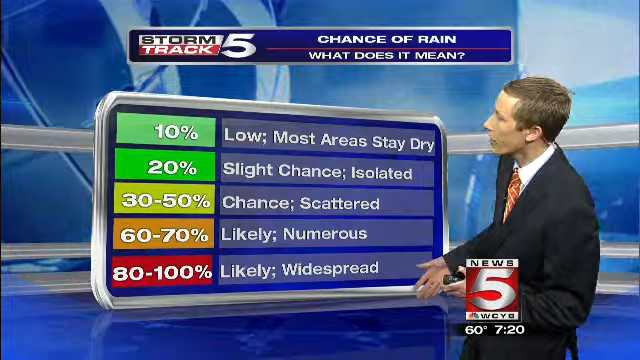 STORM TRACK 5
CHANCE OF RAIN
WHAT DOES IT MEAN?
10% Low; Most Areas Stay Dry
20% Slight Chance; Isolated
30-50% Chance; Scattered
60-70% Likely; Numerous
80-100% Likely; Widespread
NEWS
5
WCYB
60° 7:20